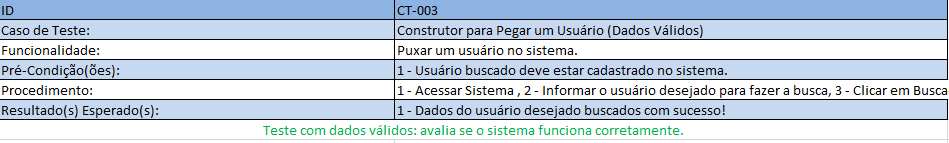 ID CT-003
Caso de Teste: Construtor para Pegar um Usuário (Dados Válidos)
Funcionalidade: Puxar um usuário no sistema.
Pré-Condição(ões): 1 - Usuário buscado deve estar cadastrado no sistema.
Procedimento: 1 - Acessar Sistema , 2 - Informar o usuário desejado para fazer a busca, 3 - Clicar em Busca
Resultado(s) Esperado(s): 1 - Dados do usuário desejado buscados com sucesso!
Teste com dados válidos: avalia se o sistema funciona corretamente.